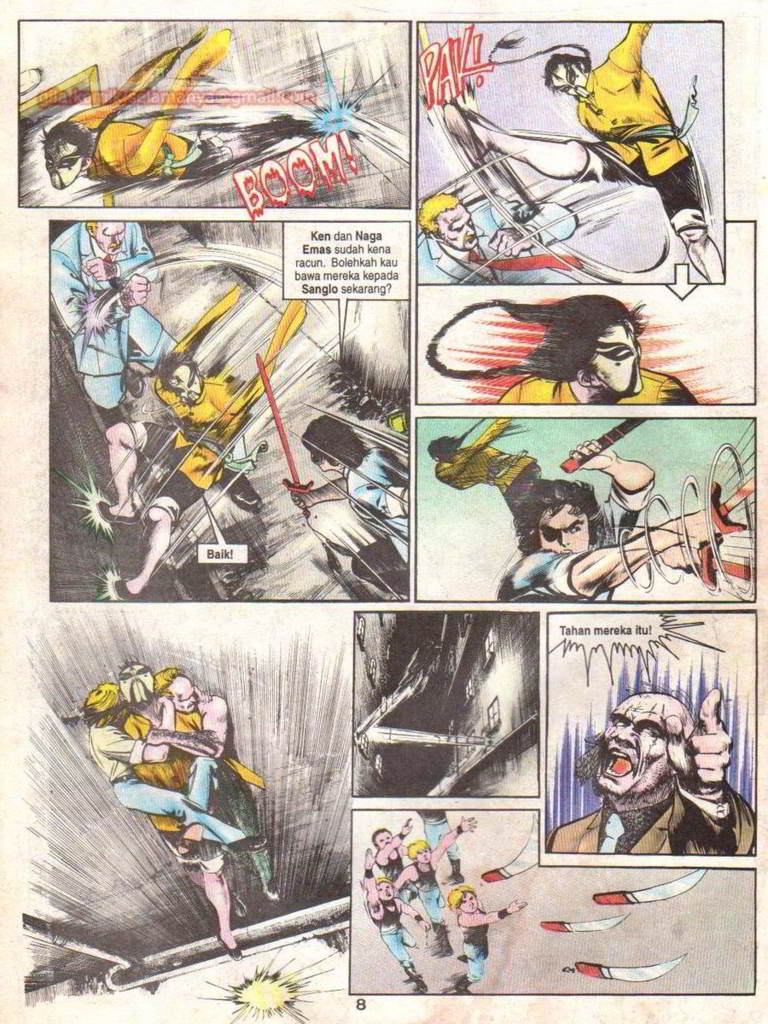 BOOM!
PAK!
Ken dan Naga
Emas sudah kena
racun. Bolehkah kau
bawa mereka kepada
Sanglo sekarang?
Baik!
Tahan mereka itu!
8